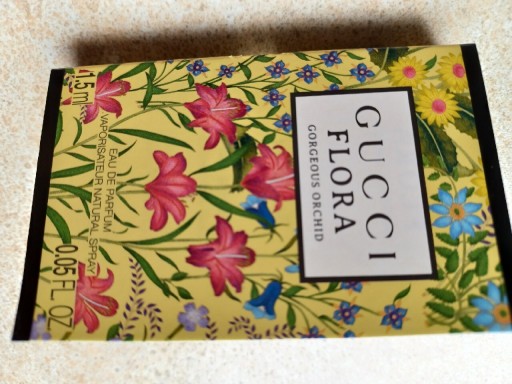 GUCCI
FLORA
GORGEOUS ORCHID
EAU DE PARFUM
VAPORISATEUR NATURAL SPRAY
1.5 ml 0.05 FL OZ